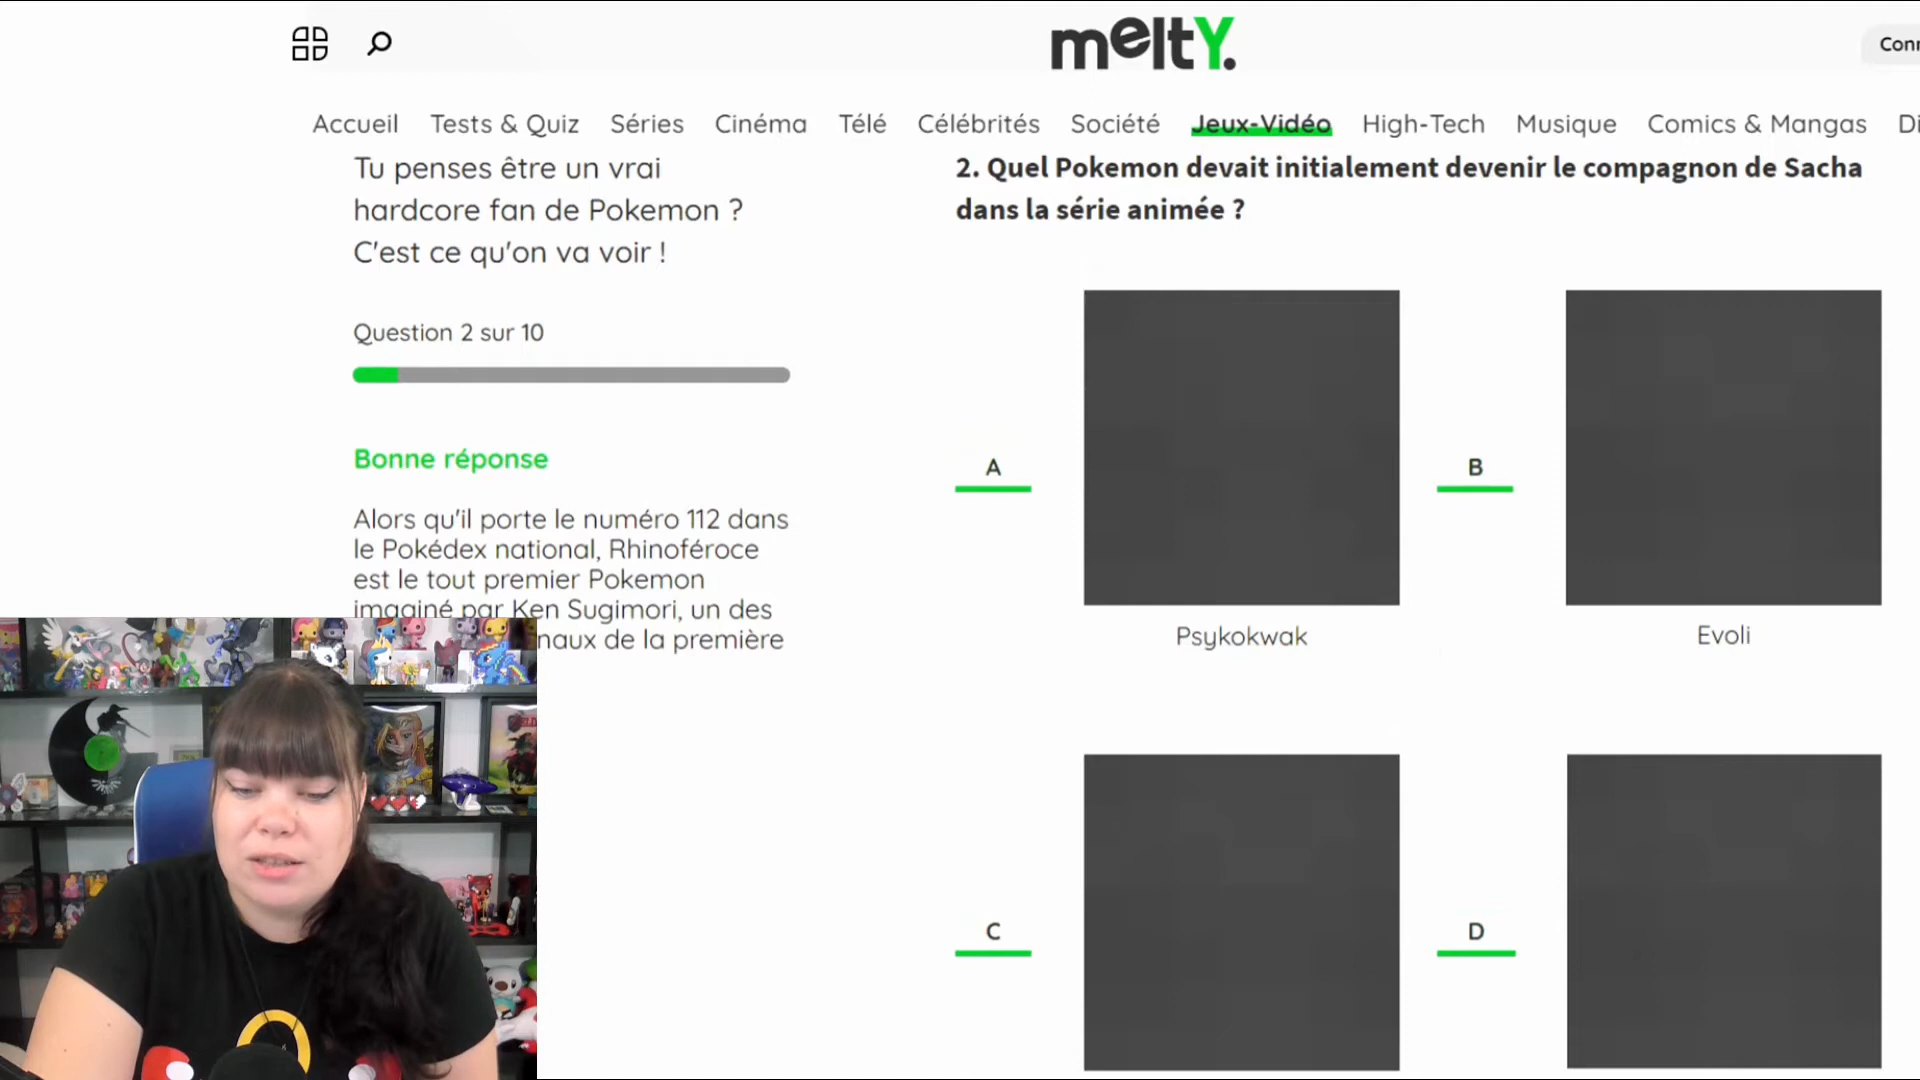 meltY.
Conn
Accueil Tests & Quiz Séries Cinéma Télé Célébrités Société Jeux-Vidéo High-Tech Musique Comics & Mangas Di
Tu penses être un vrai
hardcore fan de Pokemon ?
C'est ce qu'on va voir !
Question 2 sur 10
Bonne réponse
Alors qu'il porte le numéro 112 dans
le Pokédex national, Rhinoféroce
est le tout premier Pokemon
imaginé par Ken Sugimori, un des
naux de la première
2. Quel Pokemon devait initialement devenir le compagnon de Sacha
dans la série animée ?
A
Psykokwak
B
Evoli
C
D